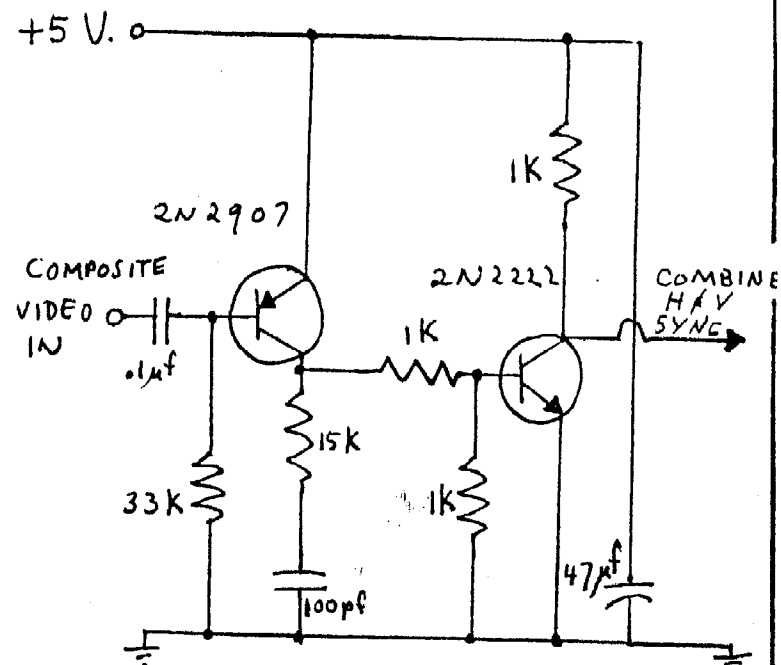 +5 V.
1K
2N2907
COMPOSITE
VIDEO
IN
.1µf
2N2222
COMBINE
H & V
SYNC
1K
15K
33K
1K
100pf
47µf